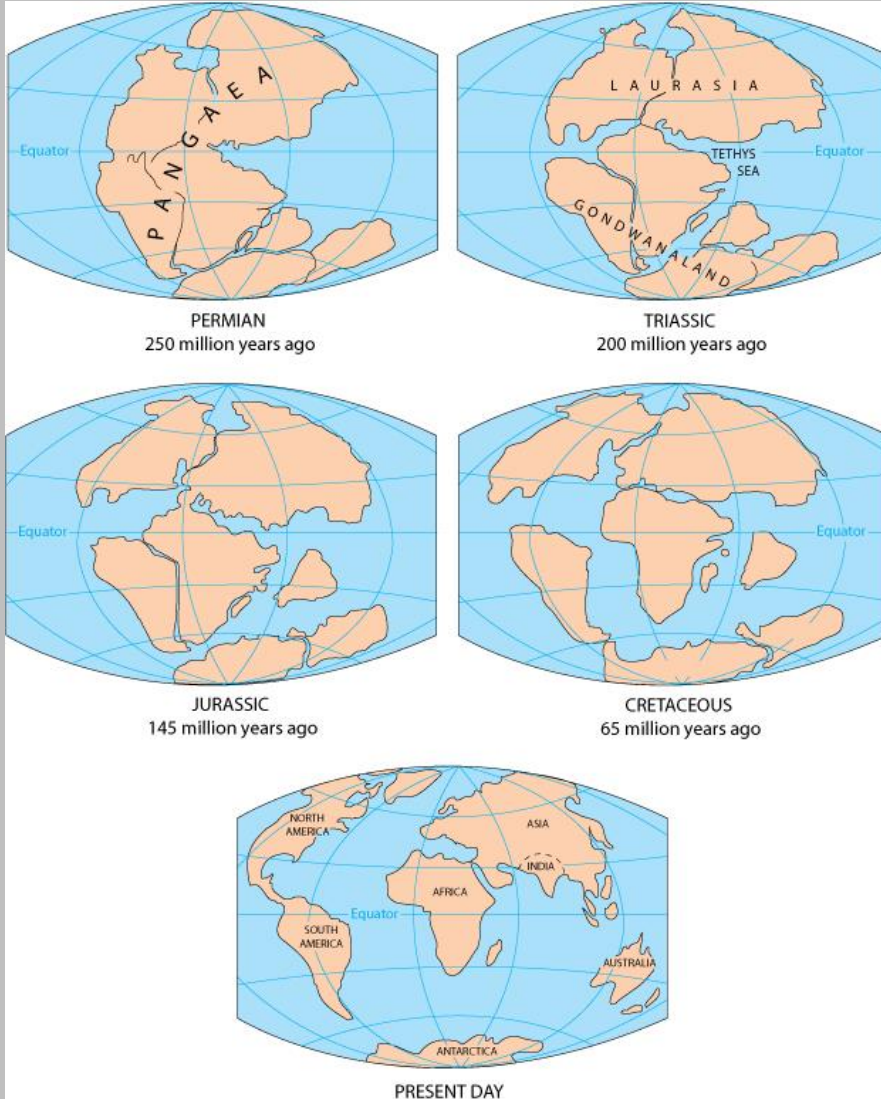 PANGAEA
Equator
PERMIAN
250 million years ago
LAURASIA
TETHYS
SEA
Equator
GONDWANALAND
TRIASSIC
200 million years ago
Equator
JURASSIC
145 million years ago
Equator
CRETACEOUS
65 million years ago
NORTH
AMERICA
ASIA
INDIA
AFRICA
Equator
SOUTH
AMERICA
AUSTRALIA
ANTARCTICA
PRESENT DAY